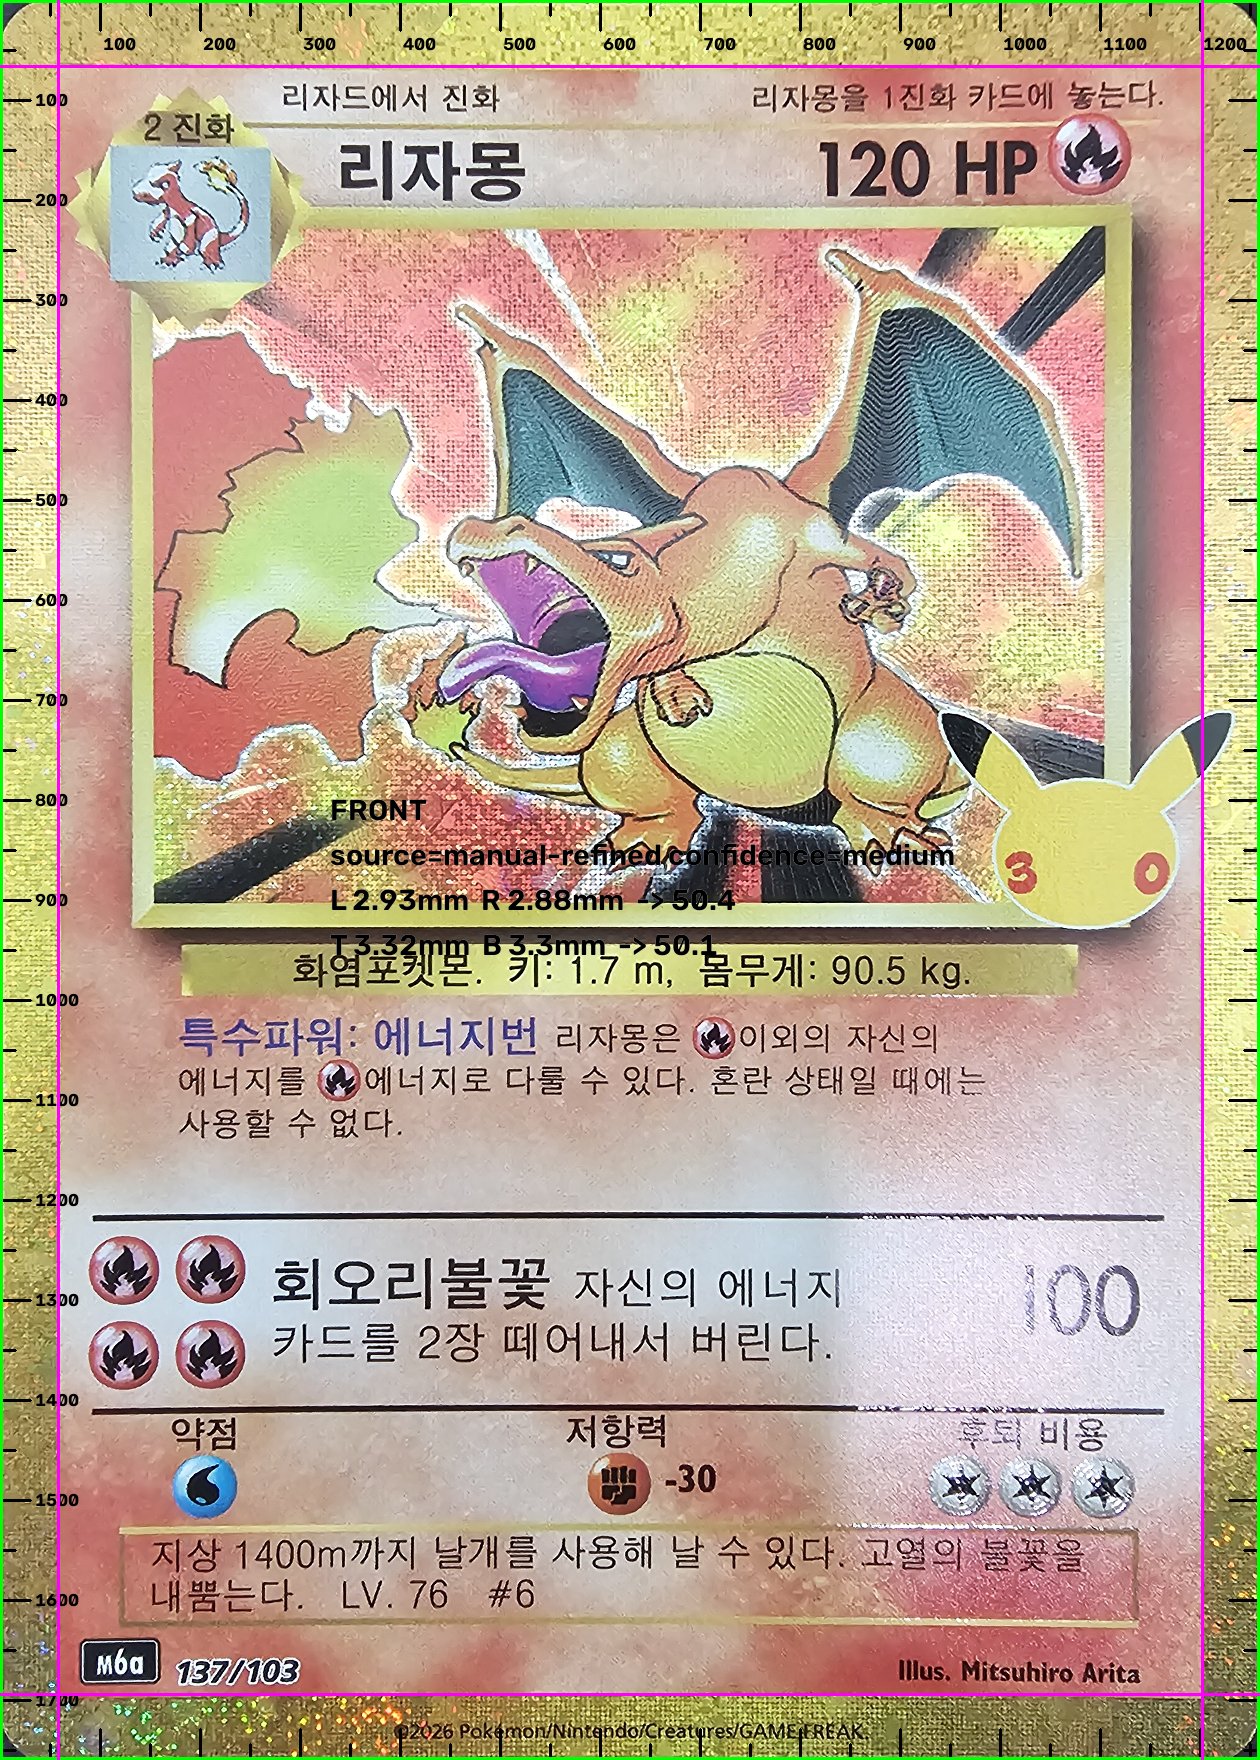 100 200 300 400 500 600 700 800 900 1000 1100 1200
리자드에서 진화
리자몽을 1진화 카드에 놓는다.
2 진화
리자몽
120 HP
100
200
300
400
500
600
700
800
900
1000
1100
1200
1300
1400
1500
1600
1700
FRONT
source=manual-refined confidence=medium
L 2.93mm R 2.88mm -> 50.4
T 3.32mm B 3.3mm -> 50.1
3 0
화염포켓몬. 키: 1.7 m, 몸무게: 90.5 kg.
특수파워: 에너지번 리자몽은 이외의 자신의
에너지를 에너지로 다룰 수 있다. 혼란 상태일 때에는
사용할 수 없다.
회오리불꽃 자신의 에너지
카드를 2장 떼어내서 버린다.
100
약점
저항력
후퇴 비용
-30
지상 1400m까지 날개를 사용해 날 수 있다. 고열의 불꽃을
내뿜는다. LV. 76 #6
M6a
137/103
Illus. Mitsuhiro Arita
©2026 Pokémon/Nintendo/Creatures/GAME FREAK.